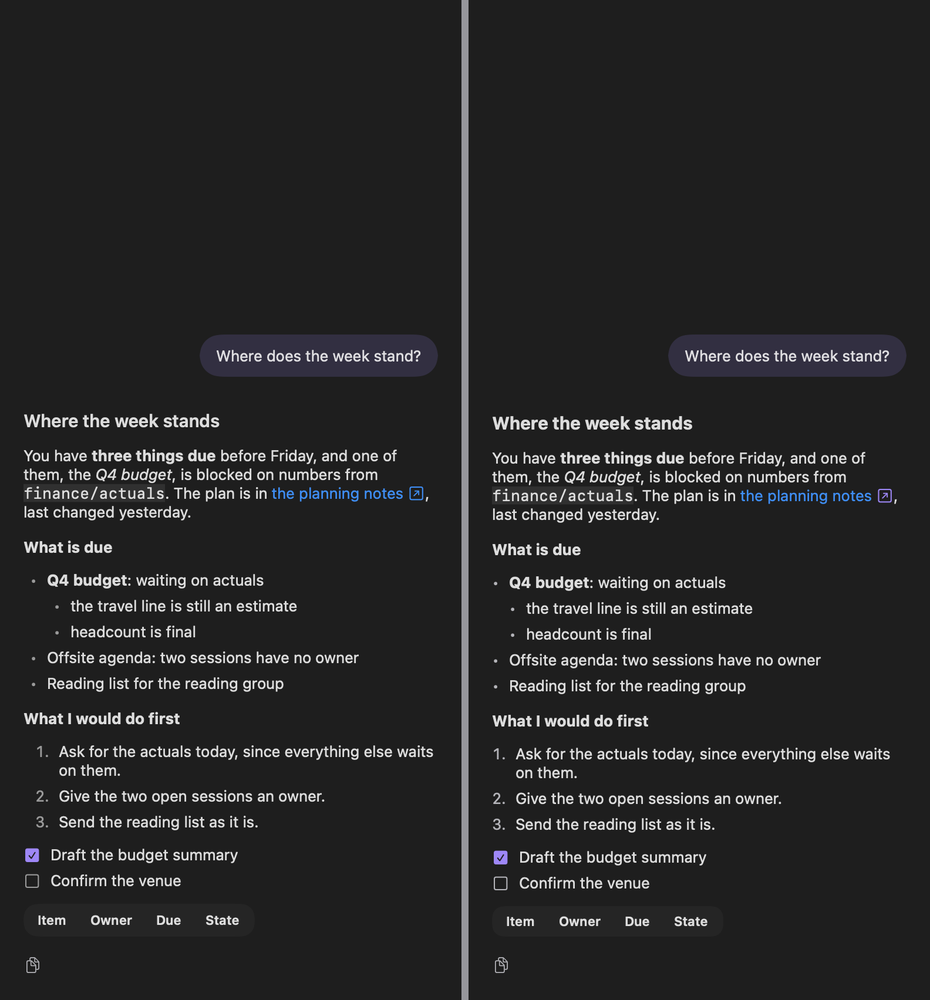 Where does the week stand?
Where the week stands
You have three things due before Friday, and one of
them, the Q4 budget, is blocked on numbers from
finance/actuals. The plan is in the planning notes,
last changed yesterday.
What is due
• Q4 budget: waiting on actuals
• the travel line is still an estimate
• headcount is final
• Offsite agenda: two sessions have no owner
• Reading list for the reading group
What I would do first
1. Ask for the actuals today, since everything else waits
on them.
2. Give the two open sessions an owner.
3. Send the reading list as it is.
Draft the budget summary
Confirm the venue
Item Owner Due State
Where does the week stand?
Where the week stands
You have three things due before Friday, and one of
them, the Q4 budget, is blocked on numbers from
finance/actuals. The plan is in the planning notes,
last changed yesterday.
What is due
• Q4 budget: waiting on actuals
• the travel line is still an estimate
• headcount is final
• Offsite agenda: two sessions have no owner
• Reading list for the reading group
What I would do first
1. Ask for the actuals today, since everything else waits
on them.
2. Give the two open sessions an owner.
3. Send the reading list as it is.
Draft the budget summary
Confirm the venue
Item Owner Due State